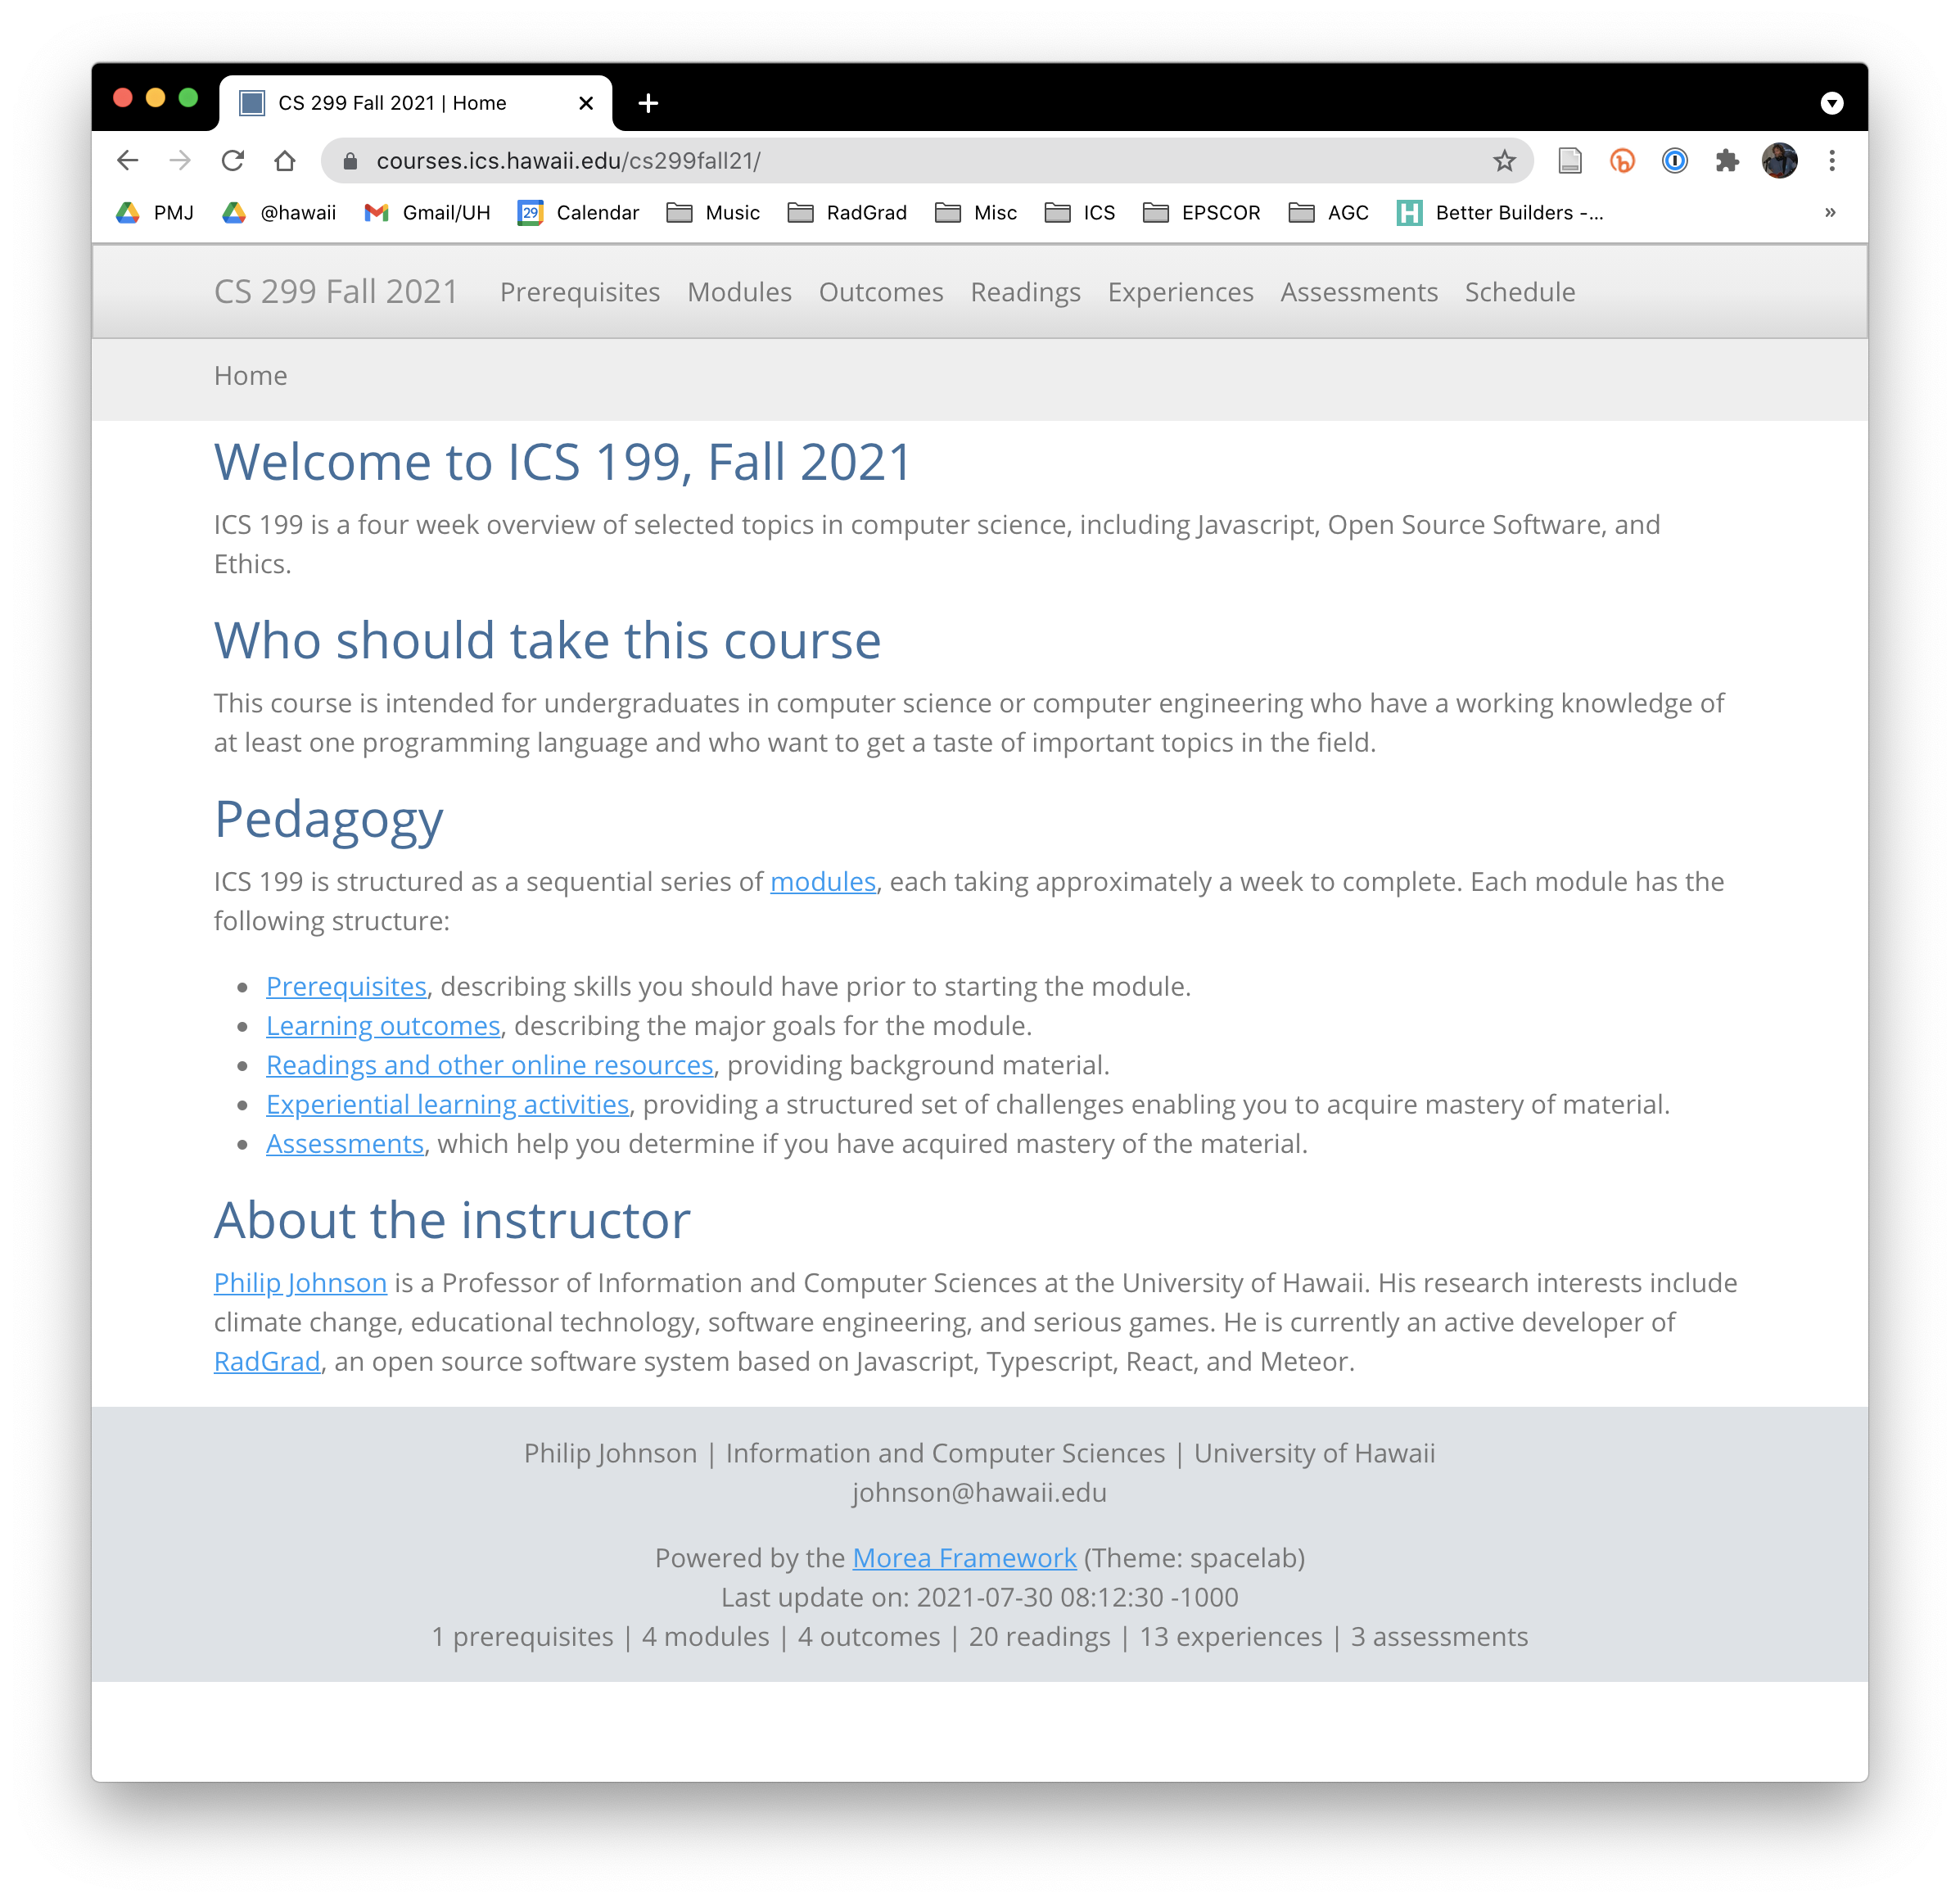 CS 299 Fall 2021 | Home
courses.ics.hawaii.edu/cs299fall21/
PMJ @hawaii Gmail/UH 29 Calendar Music RadGrad Misc ICS EPSCOR AGC H Better Builders -... »
CS 299 Fall 2021 Prerequisites Modules Outcomes Readings Experiences Assessments Schedule
Home
Welcome to ICS 199, Fall 2021
ICS 199 is a four week overview of selected topics in computer science, including Javascript, Open Source Software, and
Ethics.
Who should take this course
This course is intended for undergraduates in computer science or computer engineering who have a working knowledge of
at least one programming language and who want to get a taste of important topics in the field.
Pedagogy
ICS 199 is structured as a sequential series of modules, each taking approximately a week to complete. Each module has the
following structure:
• Prerequisites, describing skills you should have prior to starting the module.
• Learning outcomes, describing the major goals for the module.
• Readings and other online resources, providing background material.
• Experiential learning activities, providing a structured set of challenges enabling you to acquire mastery of material.
• Assessments, which help you determine if you have acquired mastery of the material.
About the instructor
Philip Johnson is a Professor of Information and Computer Sciences at the University of Hawaii. His research interests include
climate change, educational technology, software engineering, and serious games. He is currently an active developer of
RadGrad, an open source software system based on Javascript, Typescript, React, and Meteor.
Philip Johnson | Information and Computer Sciences | University of Hawaii
johnson@hawaii.edu
Powered by the Morea Framework (Theme: spacelab)
Last update on: 2021-07-30 08:12:30 -1000
1 prerequisites | 4 modules | 4 outcomes | 20 readings | 13 experiences | 3 assessments